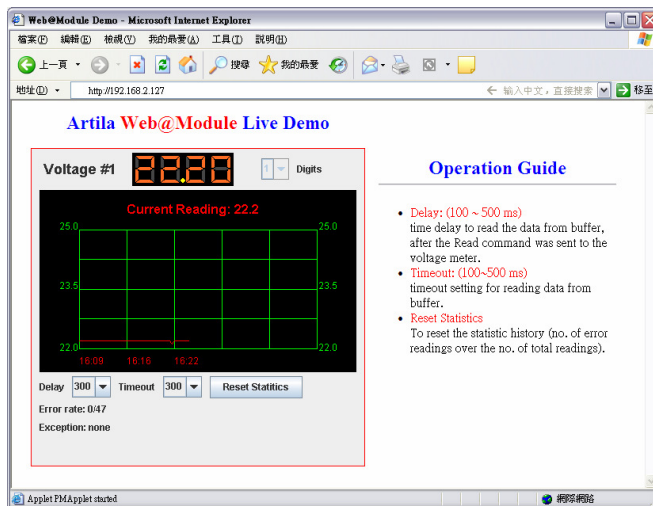 Web@Module Demo - Microsoft Internet Explorer
檔案(F) 編輯(E) 檢視(V) 我的最愛(A) 工具(T) 說明(H)
上一頁 搜尋 我的最愛
地址(D) http://192.168.2.127 輸入中文，直接搜索 移至
Artila Web@Module Live Demo
Voltage #1 22.20 1 Digits
Current Reading: 22.2
25.0 25.0
23.5 23.5
22.0 22.0
16:09 16:16 16:22
Delay 300 Timeout 300 Reset Statitics
Error rate: 0/47
Exception: none
Operation Guide
Delay: (100 ~ 500 ms)
time delay to read the data from buffer,
after the Read command was sent to the
voltage meter.
Timeout: (100~500 ms)
timeout setting for reading data from
buffer.
Reset Statistics
To reset the statistic history (no. of error
readings over the no. of total readings).
Applet PMApplet started 網際網路